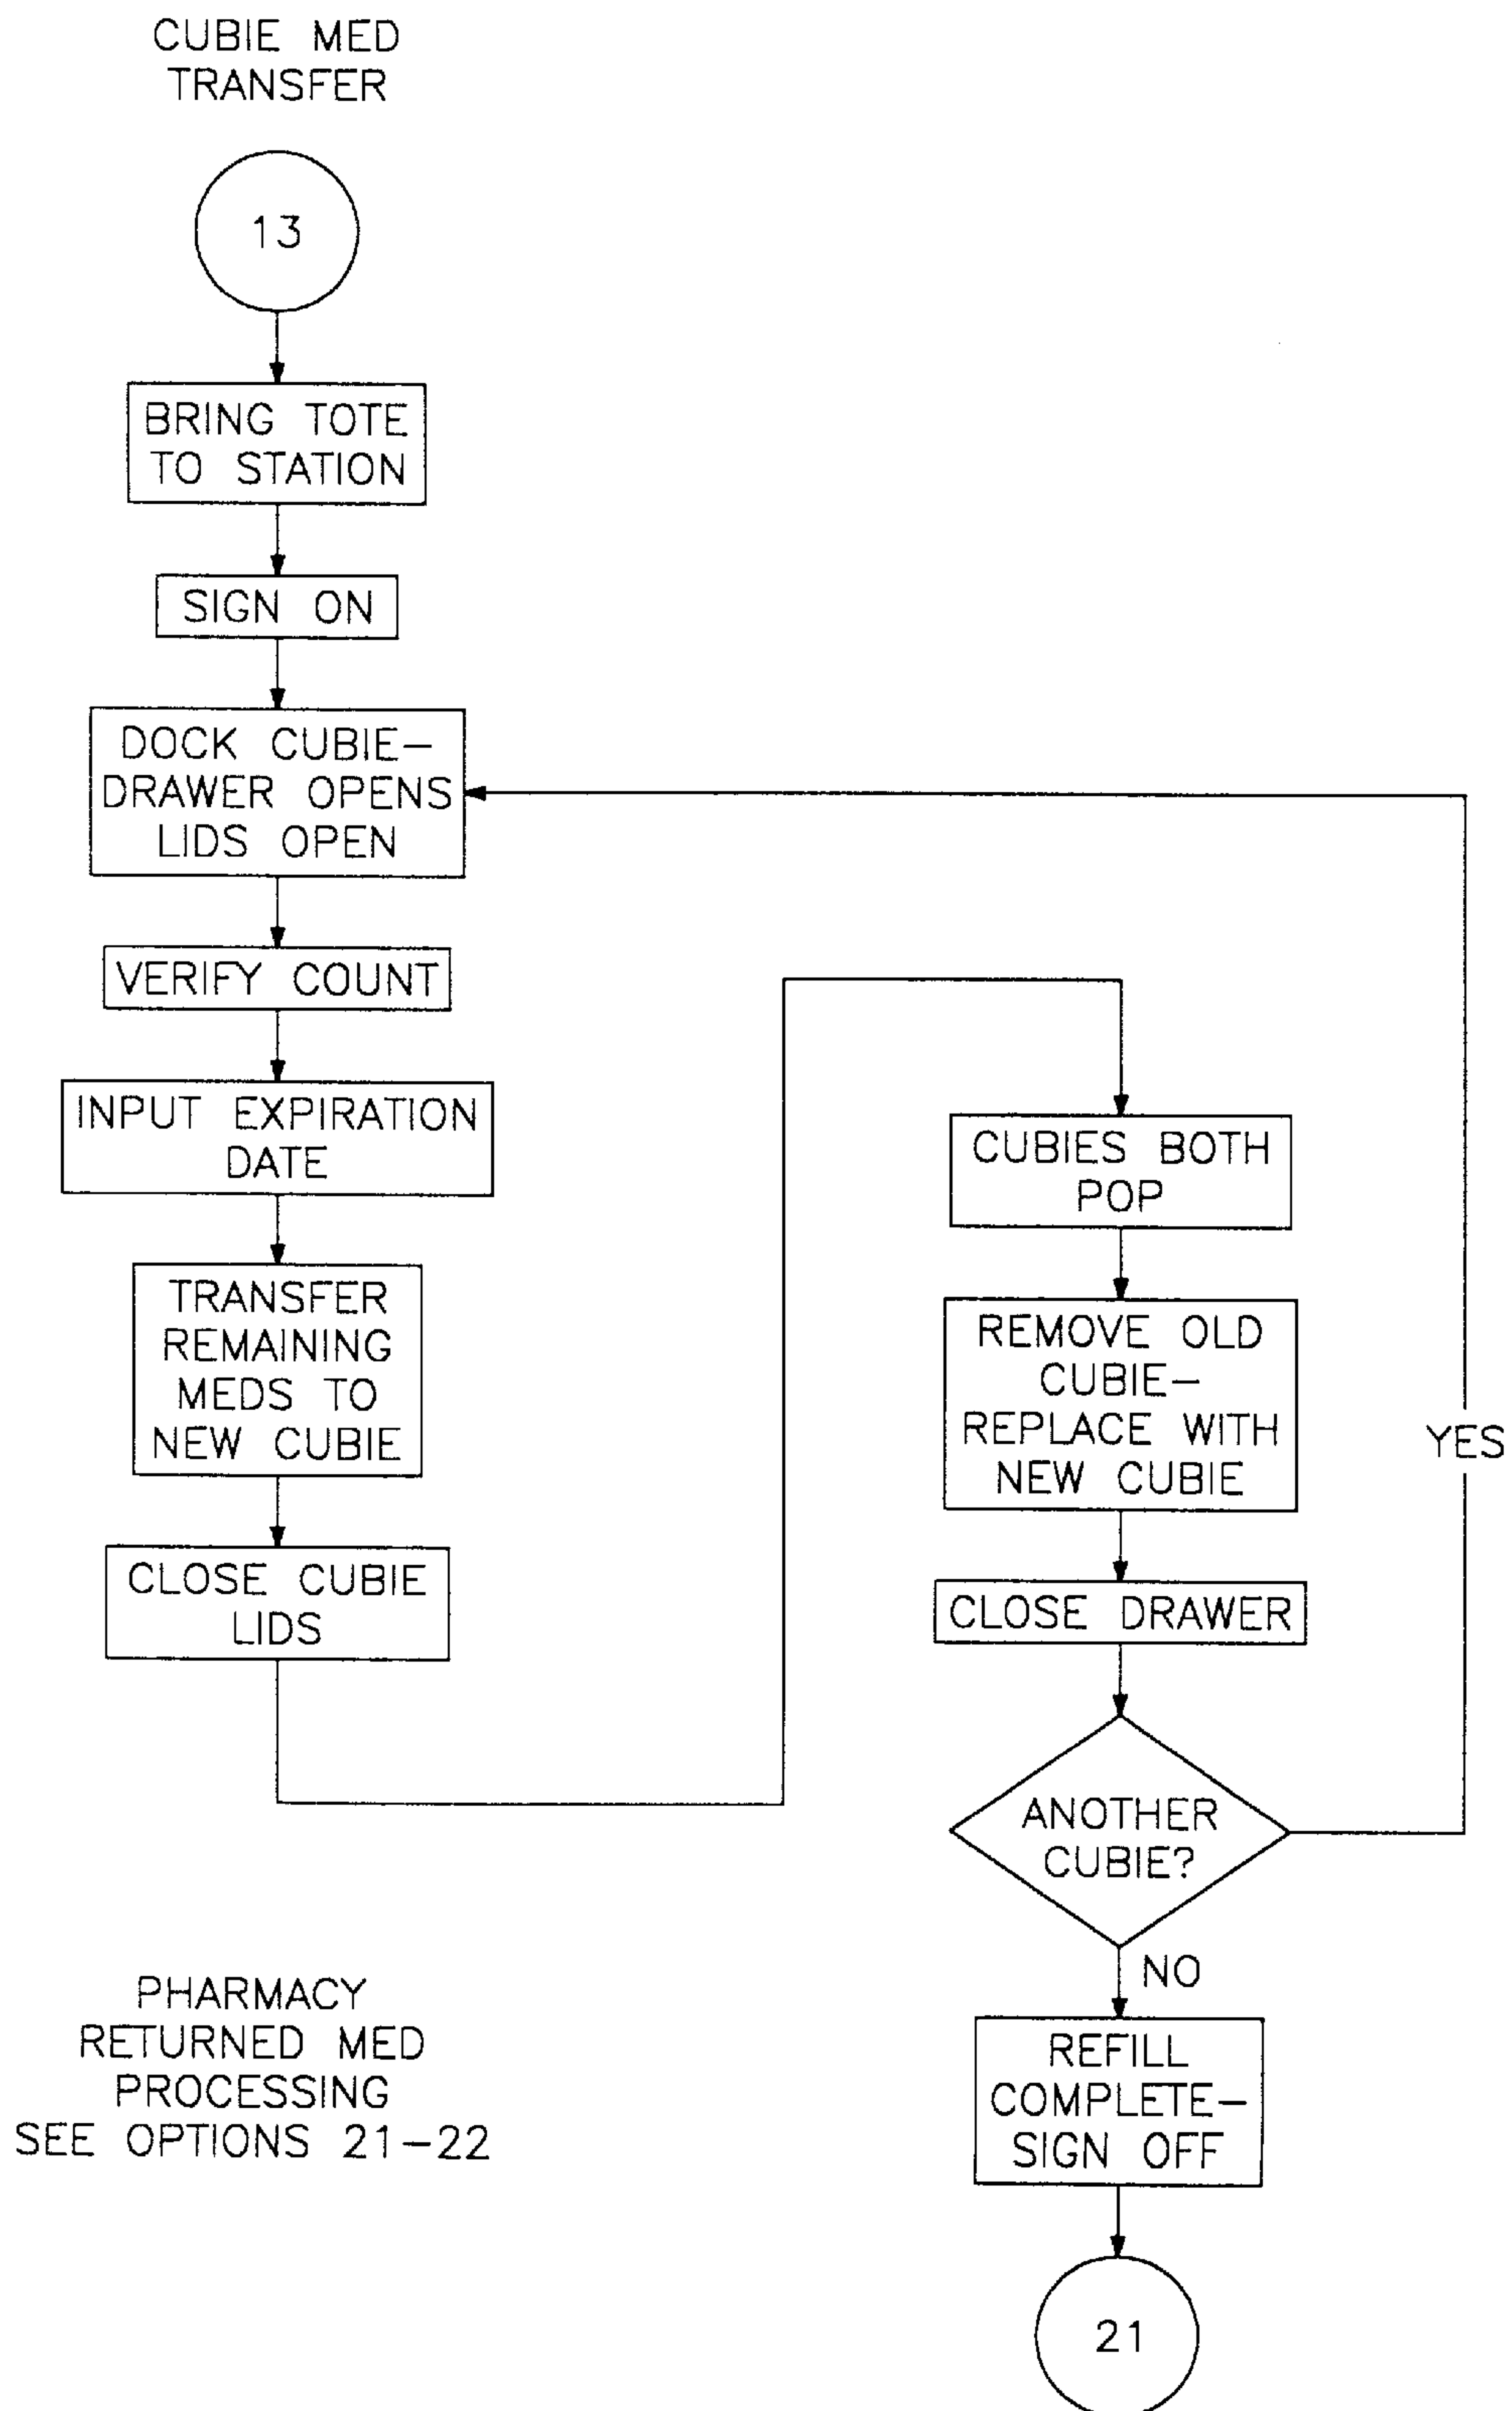 CUBIE MED
TRANSFER
13
BRING TOTE
TO STATION
SIGN ON
DOCK CUBIE–
DRAWER OPENS
LIDS OPEN
VERIFY COUNT
INPUT EXPIRATION
DATE
TRANSFER
REMAINING
MEDS TO
NEW CUBIE
CLOSE CUBIE
LIDS
CUBIES BOTH
POP
REMOVE OLD
CUBIE–
REPLACE WITH
NEW CUBIE
CLOSE DRAWER
ANOTHER
CUBIE?
YES
NO
REFILL
COMPLETE–
SIGN OFF
21
PHARMACY
RETURNED MED
PROCESSING
SEE OPTIONS 21–22